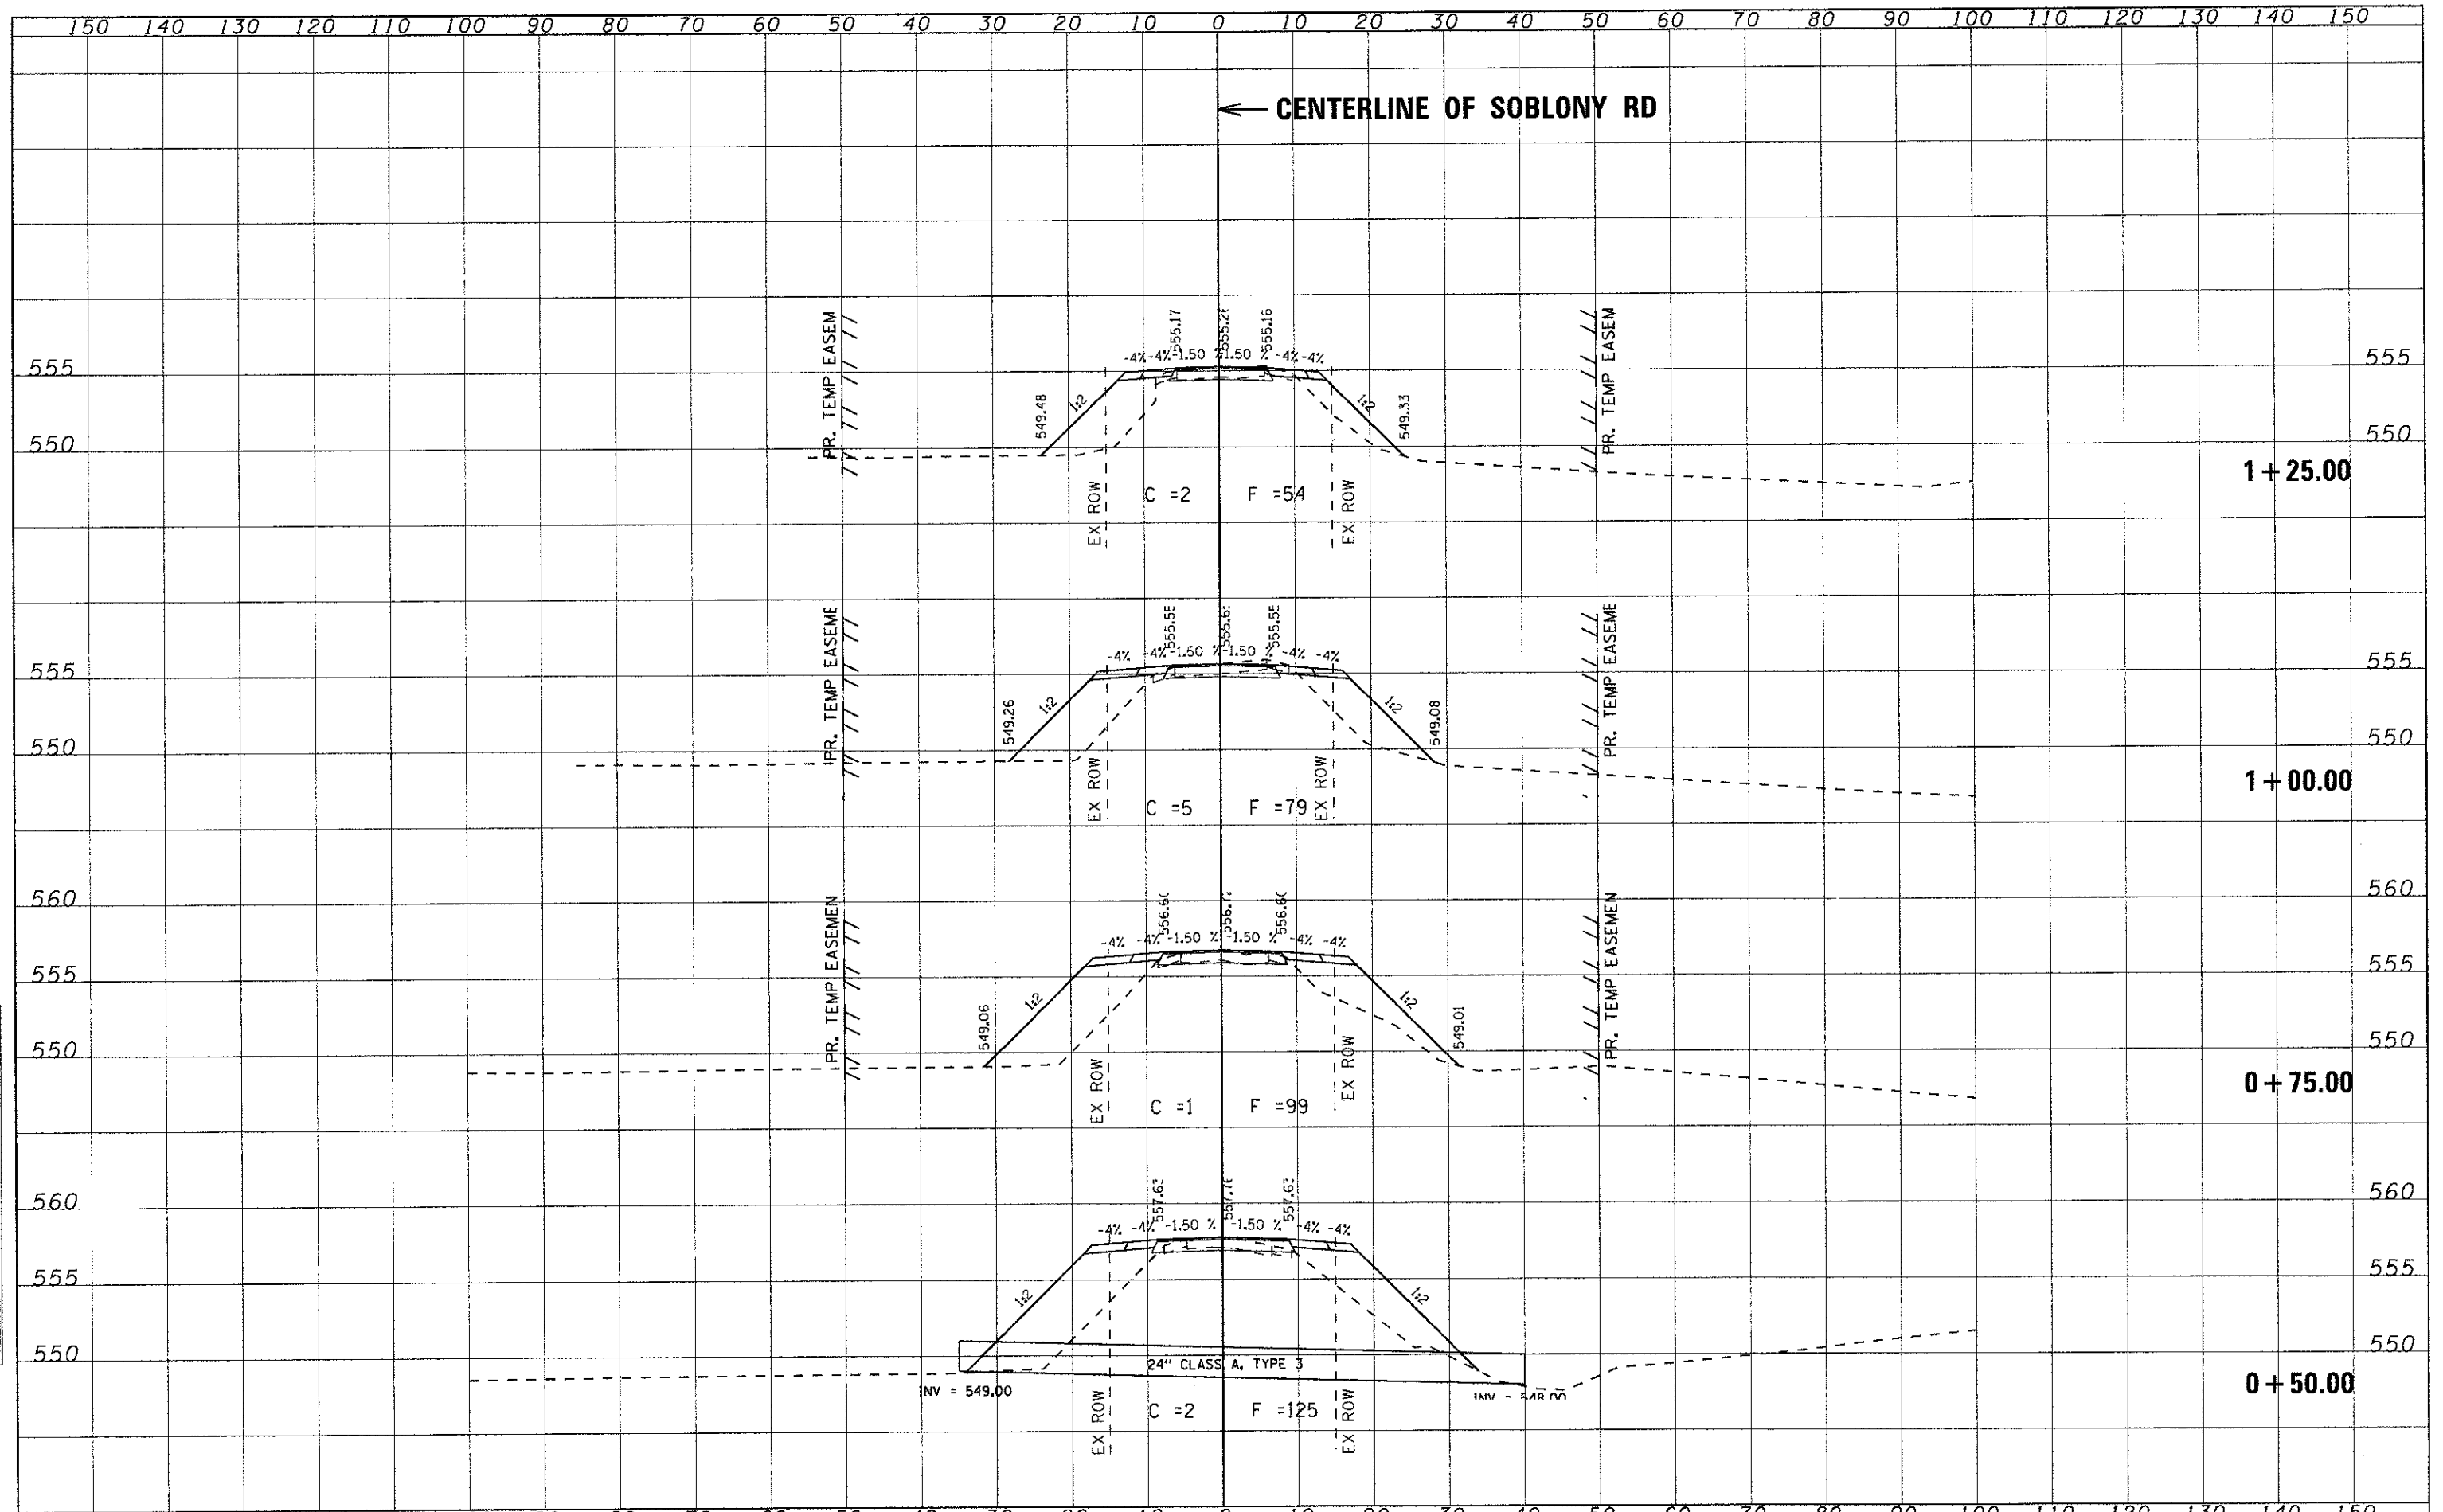 150 140 130 120 110 100 90 80 70 60 50 40 30 20 10 0 10 20 30 40 50 60 70 80 90 100 110 120 130 140 150
CENTERLINE OF SOBLONY RD
PR. TEMP EASEM
555.17
555.16
PR. TEMP EASEM
-4% -4% -1.50 % 1.50 % -4% -4%
555
555
549.48
1:2
1:2
549.33
550
550
1+25.00
EX ROW
C =2 F =54
EX ROW
PR. TEMP EASEME
555.55
555.55
PR. TEMP EASEME
-4% -4% -1.50 % -1.50 % -4% -4%
555
555
549.26
1:2
1:2
549.08
550
550
1+00.00
EX ROW
C =5 F =79
EX ROW
560
560
PR. TEMP EASEMEN
PR. TEMP EASEMEN
-4% -4% -1.50 % -1.50 % -4% -4%
555
555
549.06
1:2
1:2
549.01
550
550
0+75.00
EX ROW
C =1 F =99
EX ROW
560
560
557.63
557.63
-4% -4% -1.50 % -1.50 % -4% -4%
555
555
1:2
1:2
550
550
24" CLASS A, TYPE 3
INV = 549.00
INV = 548.00
0+50.00
EX ROW
C =2 F =125
EX ROW